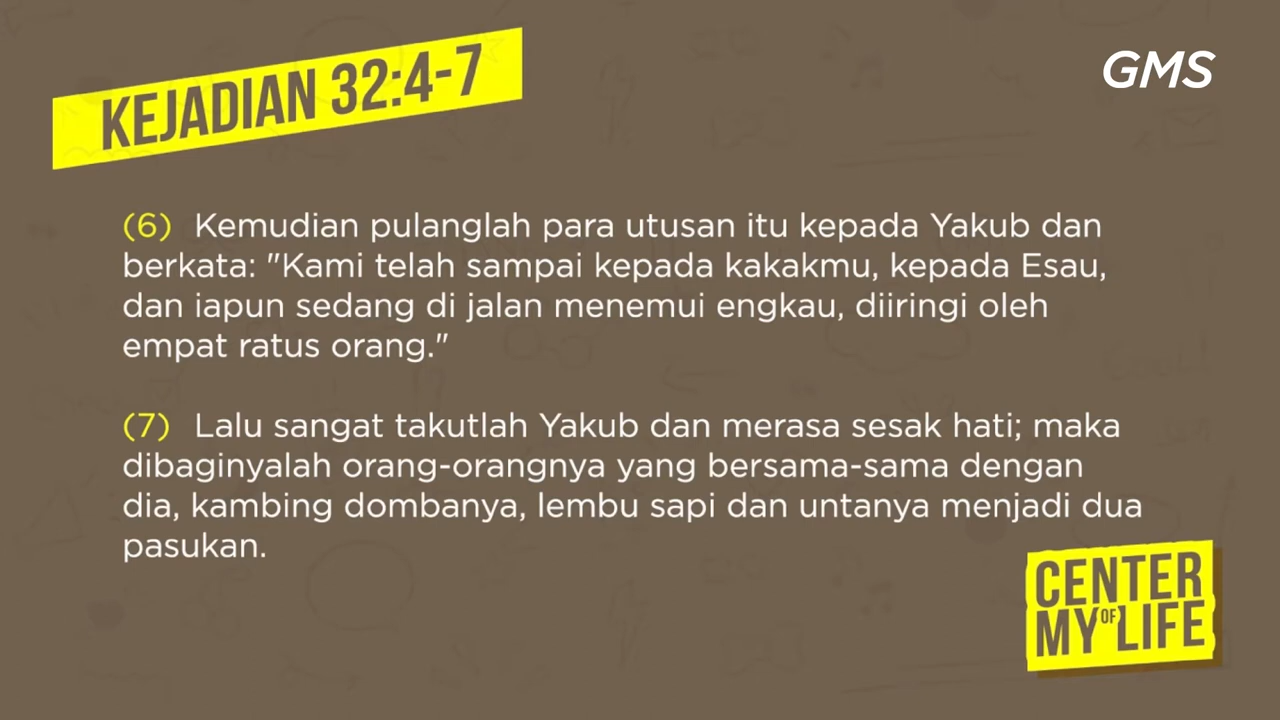 KEJADIAN 32:4-7
GMS
(6) Kemudian pulanglah para utusan itu kepada Yakub dan
berkata: "Kami telah sampai kepada kakakmu, kepada Esau,
dan iapun sedang di jalan menemui engkau, diiringi oleh
empat ratus orang."
(7) Lalu sangat takutlah Yakub dan merasa sesak hati; maka
dibaginyalah orang-orangnya yang bersama-sama dengan
dia, kambing dombanya, lembu sapi dan untanya menjadi dua
pasukan.
CENTER
MY OF LIFE